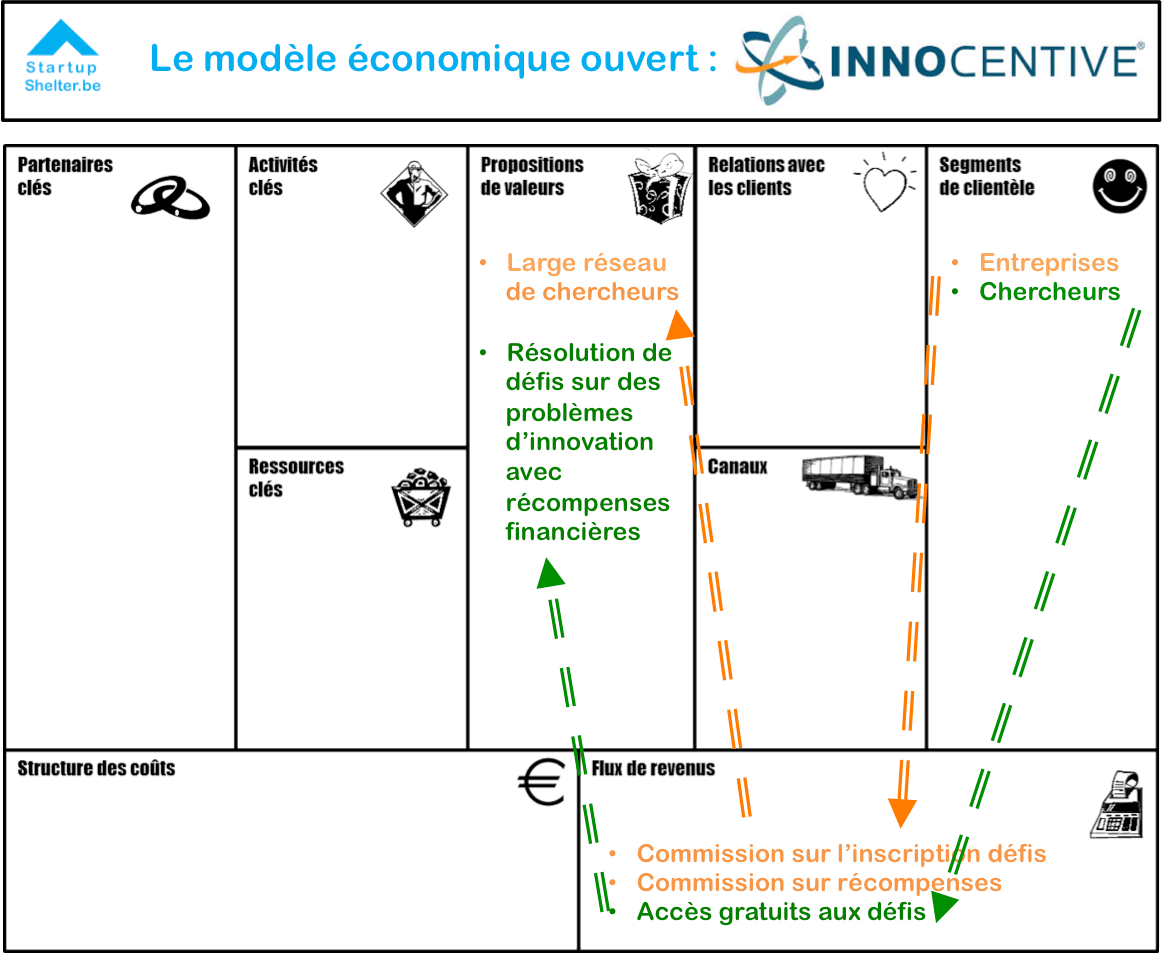 Startup
Shelter.be
Le modèle économique ouvert :
INNOCENTIVE®
Partenaires
clés
Activités
clés
Propositions
de valeurs
Relations avec
les clients
Segments
de clientèle
• Large réseau
de chercheurs
• Résolution de
défis sur des
problèmes
d’innovation
avec
récompenses
financières
• Entreprises
• Chercheurs
Ressources
clés
Canaux
Structure des coûts
€
Flux de revenus
• Commission sur l’inscription défis
• Commission sur récompenses
• Accès gratuits aux défis